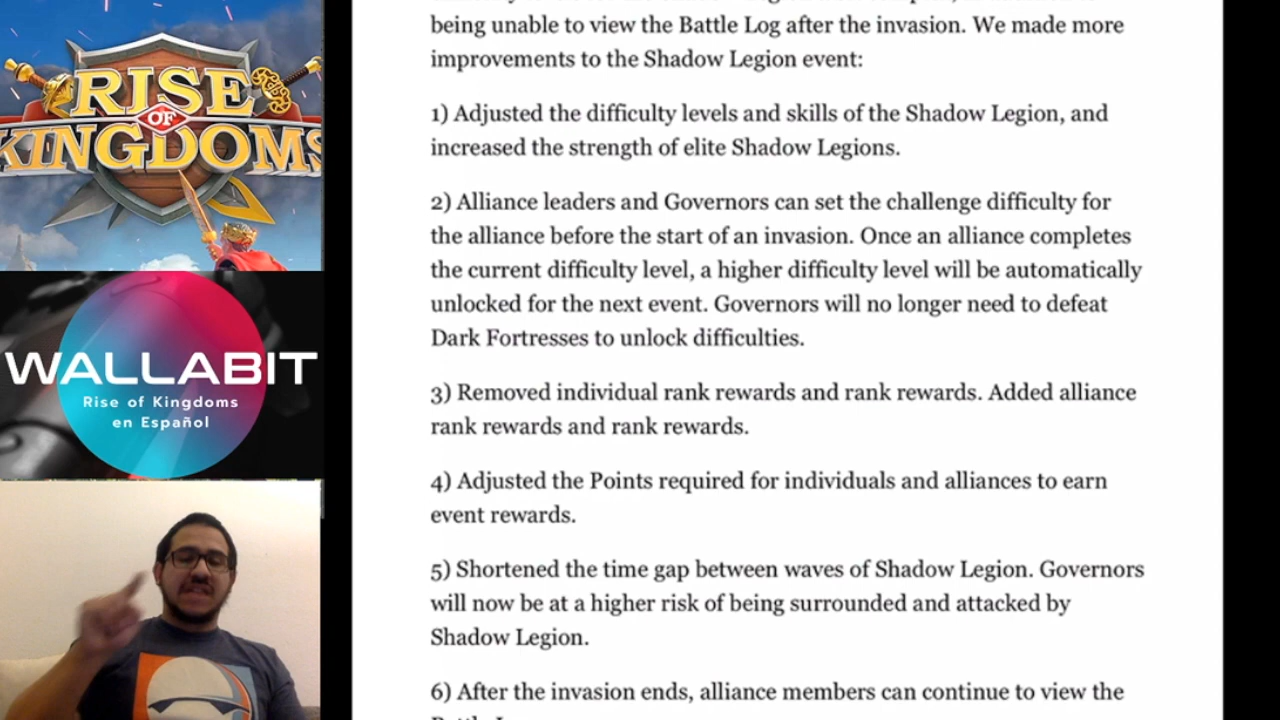 RISE
OF
KINGDOMS
WALLABIT
Rise of Kingdoms
en Español
being unable to view the Battle Log after the invasion. We made more
improvements to the Shadow Legion event:
1) Adjusted the difficulty levels and skills of the Shadow Legion, and
increased the strength of elite Shadow Legions.
2) Alliance leaders and Governors can set the challenge difficulty for
the alliance before the start of an invasion. Once an alliance completes
the current difficulty level, a higher difficulty level will be automatically
unlocked for the next event. Governors will no longer need to defeat
Dark Fortresses to unlock difficulties.
3) Removed individual rank rewards and rank rewards. Added alliance
rank rewards and rank rewards.
4) Adjusted the Points required for individuals and alliances to earn
event rewards.
5) Shortened the time gap between waves of Shadow Legion. Governors
will now be at a higher risk of being surrounded and attacked by
Shadow Legion.
6) After the invasion ends, alliance members can continue to view the